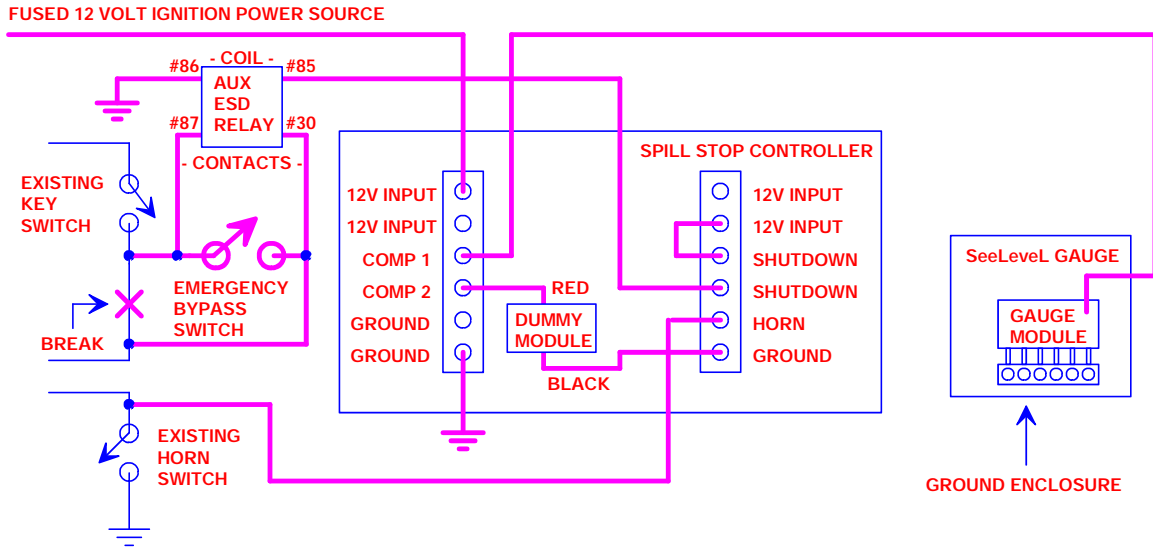 FUSED 12 VOLT IGNITION POWER SOURCE
- COIL -
#86
#85
AUX
ESD
RELAY
#87
#30
- CONTACTS -
EXISTING
KEY
SWITCH
EMERGENCY
BYPASS
SWITCH
BREAK
EXISTING
HORN
SWITCH
12V INPUT
12V INPUT
COMP 1
COMP 2
GROUND
GROUND
RED
DUMMY
MODULE
BLACK
SPILL STOP CONTROLLER
12V INPUT
12V INPUT
SHUTDOWN
SHUTDOWN
HORN
GROUND
SeeLeveL GAUGE
GAUGE
MODULE
GROUND ENCLOSURE